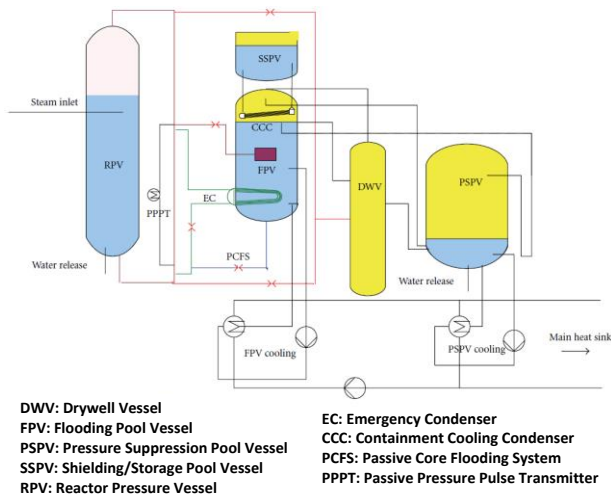 SSPV
Steam inlet
CCC
RPV
FPV
DWV
PSPV
PPPT
EC
PCFS
Water release
Water release
FPV cooling
PSPV cooling
Main heat sink
DWV: Drywell Vessel
FPV: Flooding Pool Vessel
PSPV: Pressure Suppression Pool Vessel
SSPV: Shielding/Storage Pool Vessel
RPV: Reactor Pressure Vessel
EC: Emergency Condenser
CCC: Containment Cooling Condenser
PCFS: Passive Core Flooding System
PPPT: Passive Pressure Pulse Transmitter